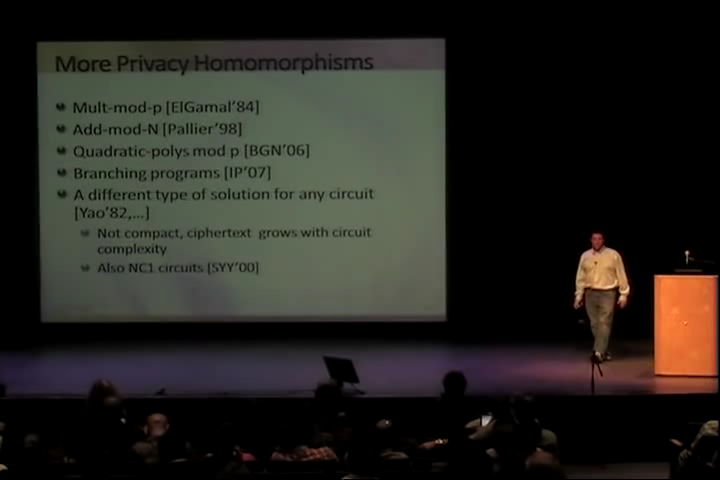 More Privacy Homomorphisms
Mult-mod-p [ElGamal'84]
Add-mod-N [Pallier'98]
Quadratic-polys mod p [BGN'06]
Branching programs [IP'07]
A different type of solution for any circuit
[Yao'82,...]
Not compact, ciphertext grows with circuit
complexity
Also NC1 circuits [SYY'00]